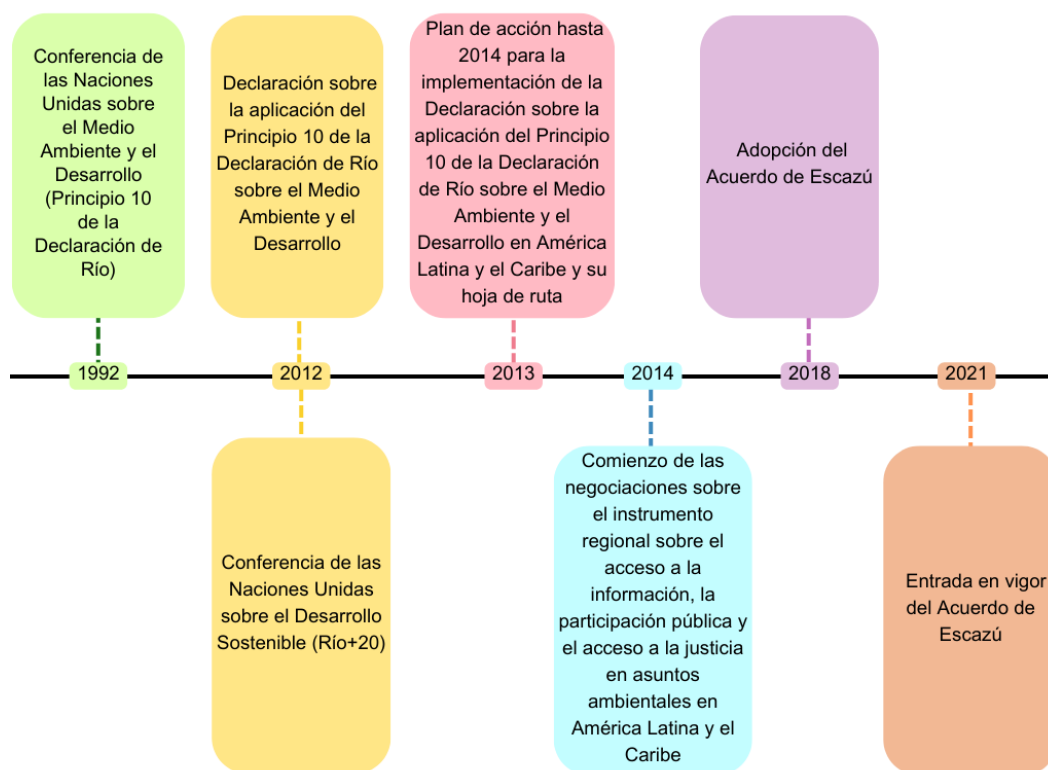 Conferencia de
las Naciones
Unidas sobre
el Medio
Ambiente y el
Desarrollo
(Principio 10
de la
Declaración de
Río)
Declaración sobre
la aplicación del
Principio 10 de la
Declaración de Río
sobre el Medio
Ambiente y el
Desarrollo
Plan de acción hasta
2014 para la
implementación de la
Declaración sobre la
aplicación del Principio
10 de la Declaración
de Río sobre el Medio
Ambiente y el
Desarrollo en América
Latina y el Caribe y su
hoja de ruta
Adopción del
Acuerdo de Escazú
1992
2012
2013
2014
2018
2021
Conferencia de las
Naciones Unidas
sobre el Desarrollo
Sostenible (Río+20)
Comienzo de las
negociaciones sobre
el instrumento
regional sobre el
acceso a la
información, la
participación pública y
el acceso a la justicia
en asuntos
ambientales en
América Latina y el
Caribe
Entrada en vigor
del Acuerdo de
Escazú